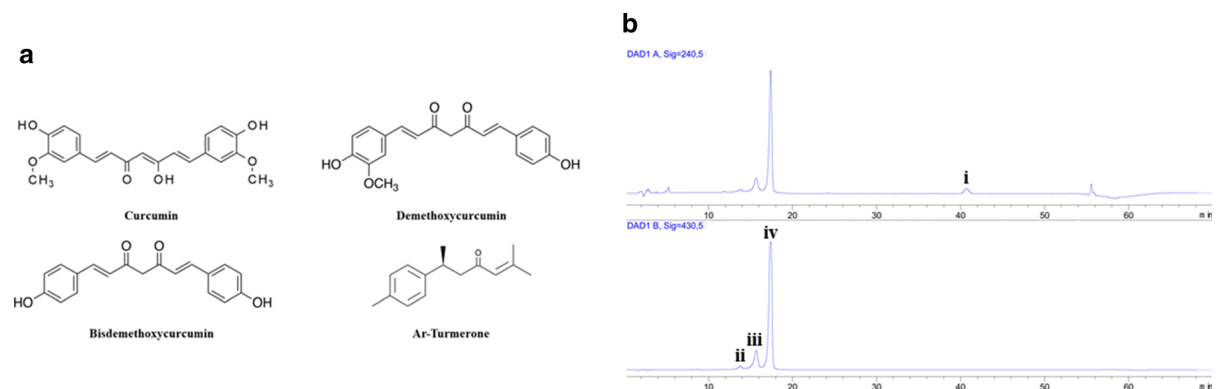 a
HO
O
CH3
O
OH
OH
O
CH3
Curcumin
O
O
HO
OCH3
OH
Demethoxycurcumin
O
O
HO
OH
Bisdemethoxycurcumin
O
Ar-Turmerone
b
DAD1 A, Sig=240,5
i
10 20 30 40 50 60 min
DAD1 B, Sig=430,5
iv
iii
ii
10 20 30 40 50 60 min